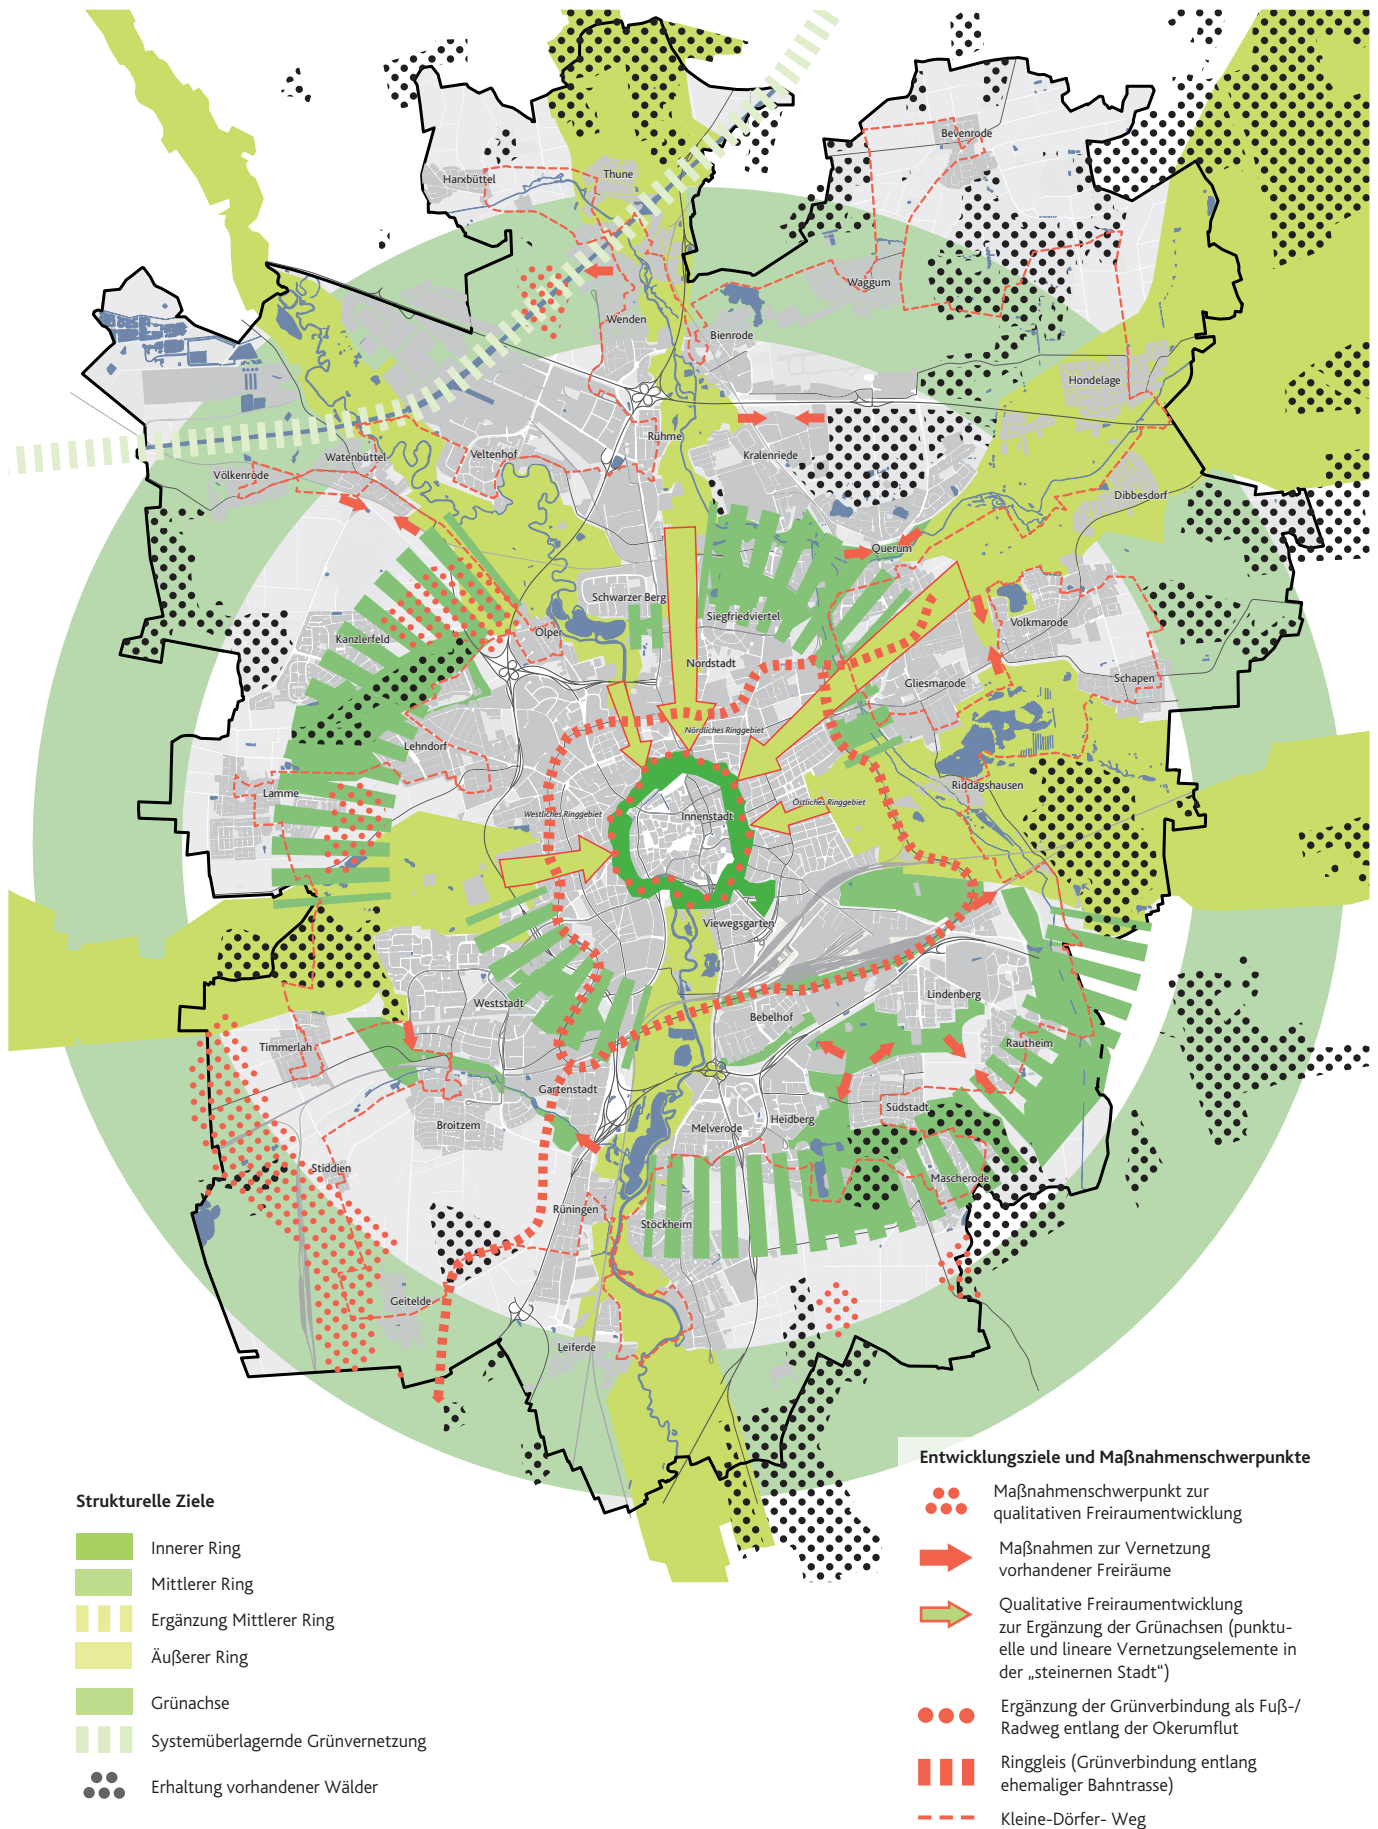 Bevenrode
Thune
Harxbüttel
Waggum
Wenden
Bienrode
Hondelage
Rühme
Veltenhof
Kralenriede
Watenbüttel
Völkenrode
Dibbesdorf
Querum
Schwarzer Berg
Siegfriedviertel
Volkmarode
Kanzlerfeld
Ölper
Nordstadt
Gliesmarode
Schapen
Nördliches Ringgebiet
Lehndorf
Riddagshausen
Lamme
Östliches Ringgebiet
Westliches Ringgebiet
Innenstadt
Viewegsgarten
Lindenberg
Weststadt
Bebelhof
Timmerlah
Rautheim
Gartenstadt
Südstadt
Broitzem
Melverode
Heidberg
Stiddien
Mascherode
Rüningen
Stöckheim
Geitelde
Leiferde
Strukturelle Ziele
Innerer Ring
Mittlerer Ring
Ergänzung Mittlerer Ring
Äußerer Ring
Grünachse
Systemüberlagernde Grünvernetzung
Erhaltung vorhandener Wälder
Entwicklungsziele und Maßnahmenschwerpunkte
Maßnahmenschwerpunkt zur
qualitativen Freiraumentwicklung
Maßnahmen zur Vernetzung
vorhandener Freiräume
Qualitative Freiraumentwicklung
zur Ergänzung der Grünachsen (punktu-
elle und lineare Vernetzungselemente in
der „steinernen Stadt“)
Ergänzung der Grünverbindung als Fuß-/
Radweg entlang der Okerumflut
Ringgleis (Grünverbindung entlang
ehemaliger Bahntrasse)
Kleine-Dörfer- Weg